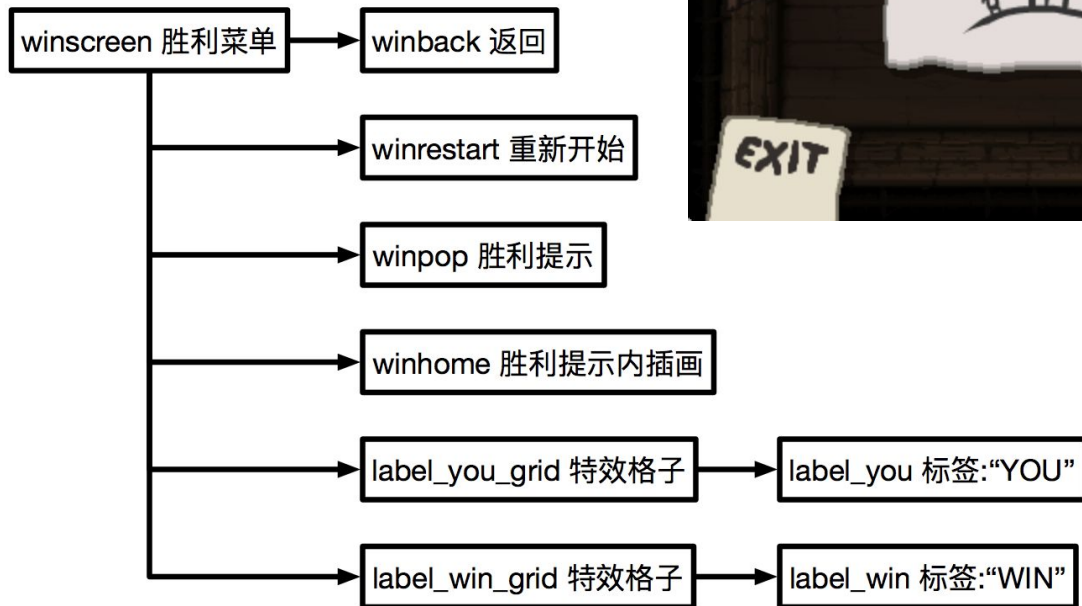 winscreen 胜利菜单
winback 返回
winrestart 重新开始
EXIT
winpop 胜利提示
winhome 胜利提示内插画
label_you_grid 特效格子
label_you 标签:“YOU”
label_win_grid 特效格子
label_win 标签:“WIN”